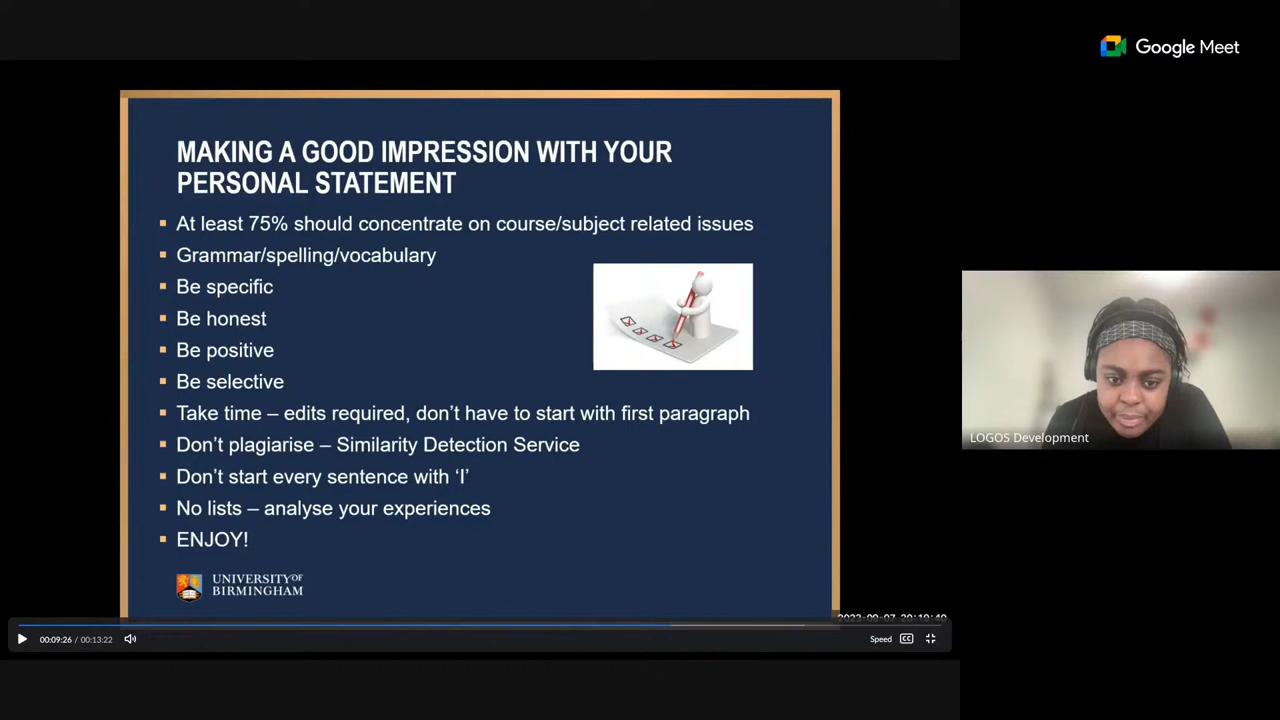 Google Meet
MAKING A GOOD IMPRESSION WITH YOUR
PERSONAL STATEMENT
At least 75% should concentrate on course/subject related issues
Grammar/spelling/vocabulary
Be specific
Be honest
Be positive
Be selective
Take time – edits required, don’t have to start with first paragraph
Don’t plagiarise – Similarity Detection Service
Don’t start every sentence with ‘I’
No lists – analyse your experiences
ENJOY!
UNIVERSITY OF
BIRMINGHAM
LOGOS Development
00:09:26 / 00:13:22
Speed
CC